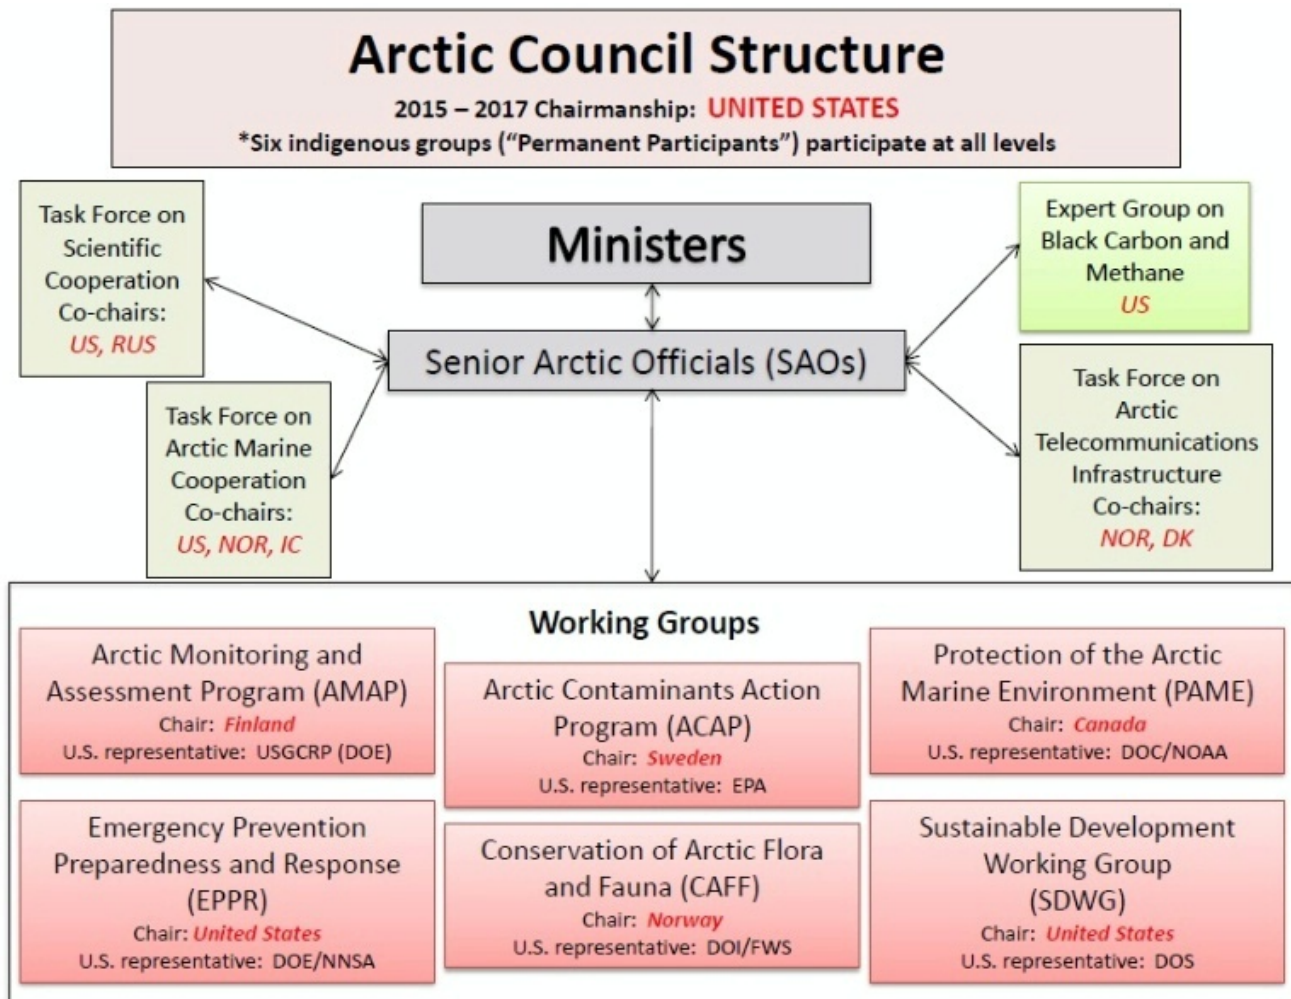 Arctic Council Structure
2015 – 2017 Chairmanship: UNITED STATES
*Six indigenous groups (“Permanent Participants”) participate at all levels
Task Force on
Scientific
Cooperation
Co-chairs:
US, RUS
Task Force on
Arctic Marine
Cooperation
Co-chairs:
US, NOR, IC
Ministers
Senior Arctic Officials (SAOs)
Expert Group on
Black Carbon and
Methane
US
Task Force on
Arctic
Telecommunications
Infrastructure
Co-chairs:
NOR, DK
Working Groups
Arctic Monitoring and
Assessment Program (AMAP)
Chair: Finland
U.S. representative: USGCRP (DOE)
Arctic Contaminants Action
Program (ACAP)
Chair: Sweden
U.S. representative: EPA
Protection of the Arctic
Marine Environment (PAME)
Chair: Canada
U.S. representative: DOC/NOAA
Emergency Prevention
Preparedness and Response
(EPPR)
Chair: United States
U.S. representative: DOE/NNSA
Conservation of Arctic Flora
and Fauna (CAFF)
Chair: Norway
U.S. representative: DOI/FWS
Sustainable Development
Working Group
(SDWG)
Chair: United States
U.S. representative: DOS